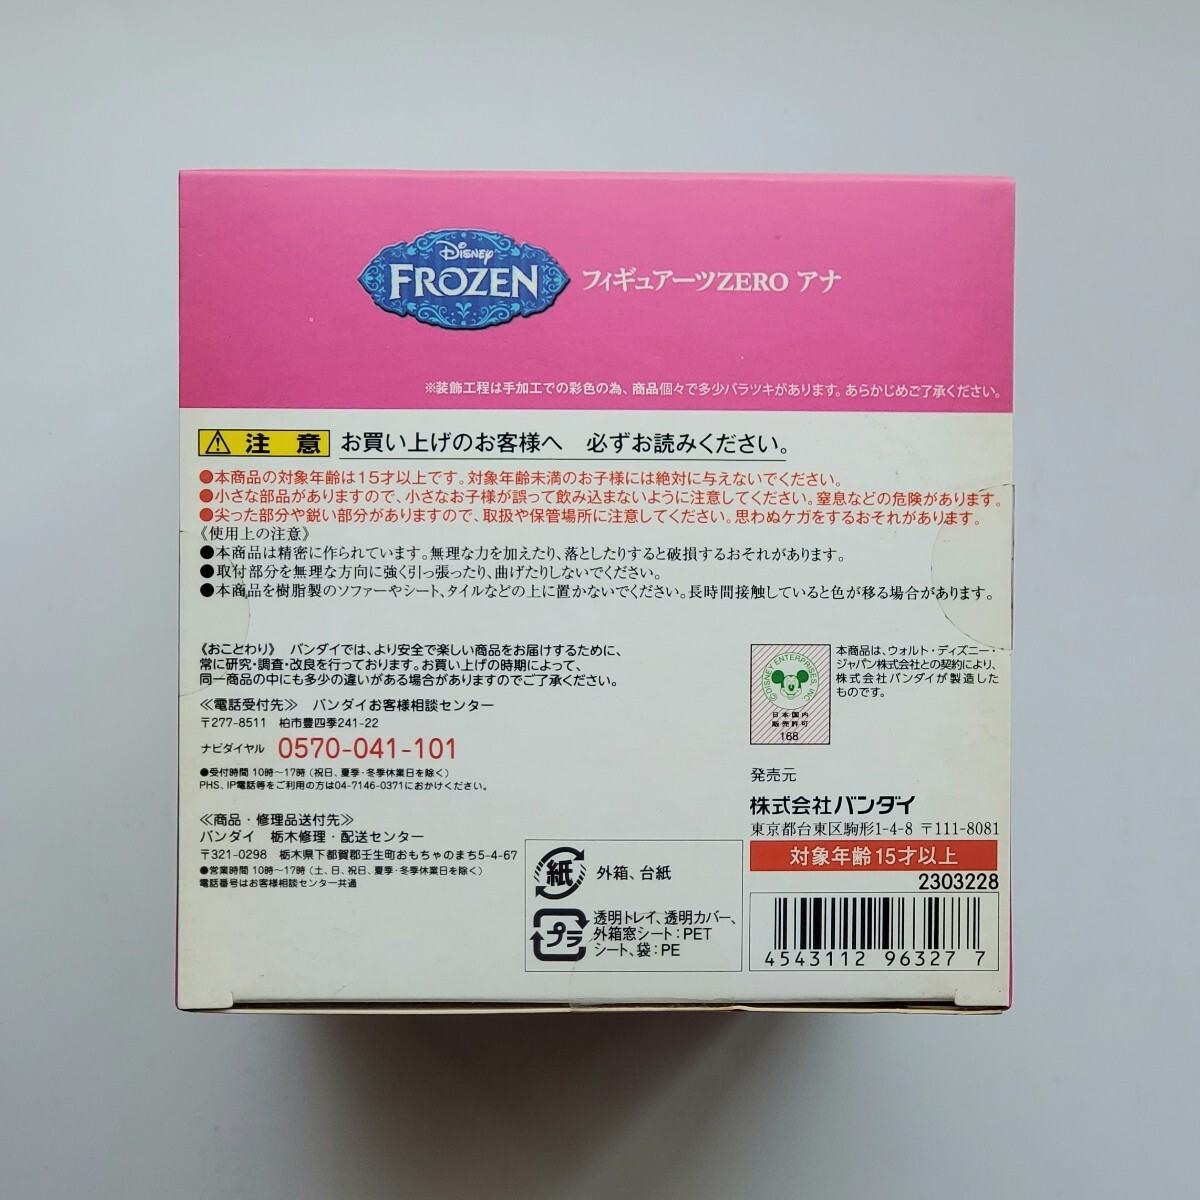 Disney
FROZEN
フィギュアーツZERO アナ
※装飾工程は手加工での彩色の為、商品個々で多少バラツキがあります。あらかじめご了承ください。
注 意 お買い上げのお客様へ 必ずお読みください。
●本商品の対象年齢は15才以上です。対象年齢未満のお子様には絶対に与えないでください。
●小さな部品がありますので、小さなお子様が誤って飲み込まないように注意してください。窒息などの危険があります。
●尖った部分や鋭い部分がありますので、取扱や保管場所に注意してください。思わぬケガをするおそれがあります。
《使用上の注意》
●本商品は精密に作られています。無理な力を加えたり、落としたりすると破損するおそれがあります。
●取付部分を無理な方向に強く引っ張ったり、曲げたりしないでください。
●本商品を樹脂製のソファーやシート、タイルなどの上に置かないでください。長時間接触していると色が移る場合があります。
《おことわり》 バンダイでは、より安全で楽しい商品をお届けするために、
常に研究・調査・改良を行っております。お買い上げの時期によって、
同一商品の中にも多少の違いがある場合がありますのでご了承ください。
≪電話受付先≫ バンダイお客様相談センター
〒277-8511 柏市豊四季241-22
ナビダイヤル 0570-041-101
●受付時間 10時～17時（祝日、夏季・冬季休業日を除く）
PHS、IP電話等をご利用の方は04-7146-0371におかけください。
≪商品・修理品送付先≫
バンダイ 栃木修理・配送センター
〒321-0298 栃木県下都賀郡壬生町おもちゃのまち5-4-67
●営業時間 10時～17時（土、日、祝日、夏季・冬季休業日を除く）
電話番号はお客様相談センター共通
©DISNEY ENTERPRISES INC
日本国内
販売許可
168
本商品は、ウォルト・ディズニー・
ジャパン株式会社との契約により、
株式会社バンダイが製造した
ものです。
発売元
株式会社バンダイ
東京都台東区駒形1-4-8 〒111-8081
対象年齢15才以上
2303228
紙 外箱、台紙
プラ
透明トレイ、透明カバー、
外箱窓シート：PET
シート、袋：PE
4543112 96327 7